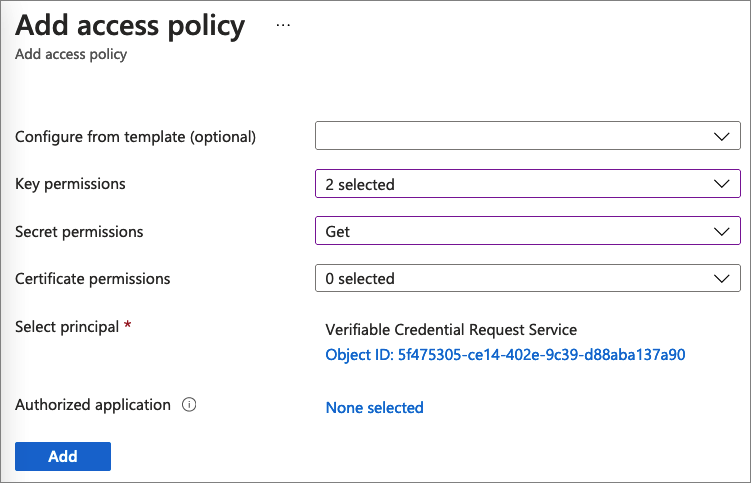 Add access policy ...
Add access policy
Configure from template (optional)
Key permissions 2 selected
Secret permissions Get
Certificate permissions 0 selected
Select principal * Verifiable Credential Request Service
Object ID: 5f475305-ce14-402e-9c39-d88aba137a90
Authorized application i None selected
Add